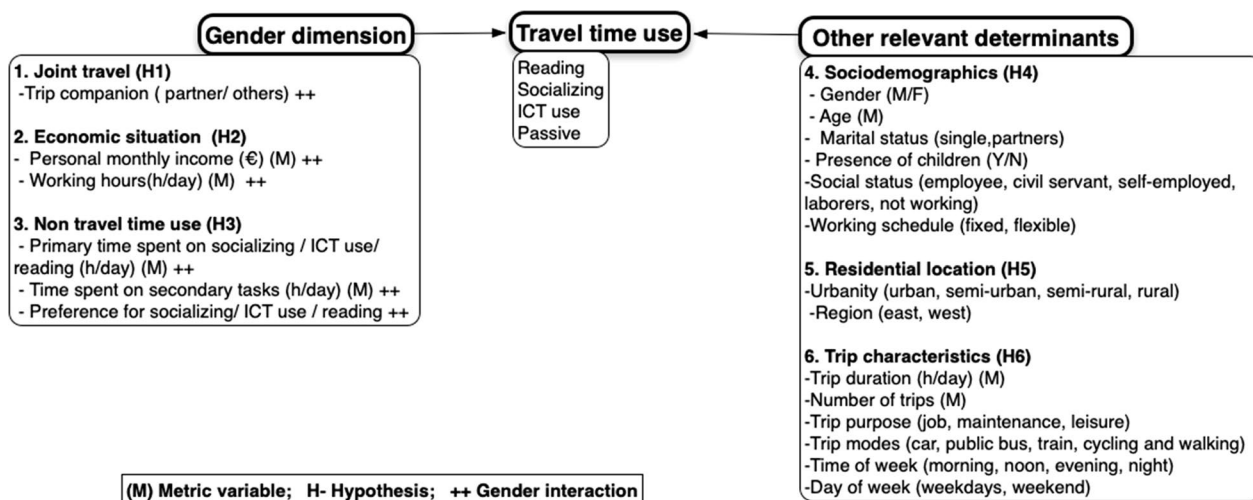 Gender dimension
1. Joint travel (H1)
-Trip companion ( partner/ others) ++
2. Economic situation (H2)
- Personal monthly income (€) (M) ++
- Working hours(h/day) (M) ++
3. Non travel time use (H3)
- Primary time spent on socializing / ICT use/
reading (h/day) (M) ++
- Time spent on secondary tasks (h/day) (M) ++
- Preference for socializing/ ICT use / reading ++
Travel time use
Reading
Socializing
ICT use
Passive
Other relevant determinants
4. Sociodemographics (H4)
- Gender (M/F)
- Age (M)
- Marital status (single,partners)
- Presence of children (Y/N)
-Social status (employee, civil servant, self-employed,
laborers, not working)
-Working schedule (fixed, flexible)
5. Residential location (H5)
-Urbanity (urban, semi-urban, semi-rural, rural)
-Region (east, west)
6. Trip characteristics (H6)
-Trip duration (h/day) (M)
-Number of trips (M)
-Trip purpose (job, maintenance, leisure)
-Trip modes (car, public bus, train, cycling and walking)
-Time of week (morning, noon, evening, night)
-Day of week (weekdays, weekend)
(M) Metric variable; H- Hypothesis; ++ Gender interaction